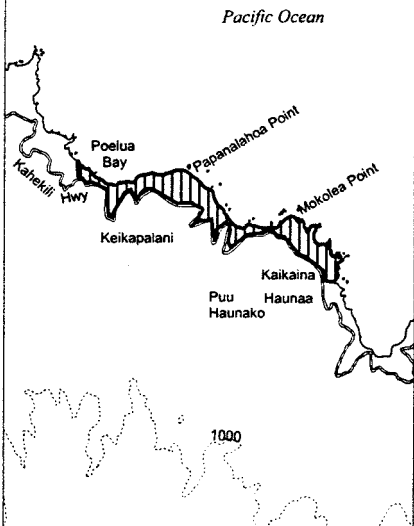 Pacific Ocean
Papanalahoa Point
Poelua
Bay
Mokolea Point
Kahekili
Hwy
Keikapalani
Kaikaina
Puu
Haunako
Haunaa
1000